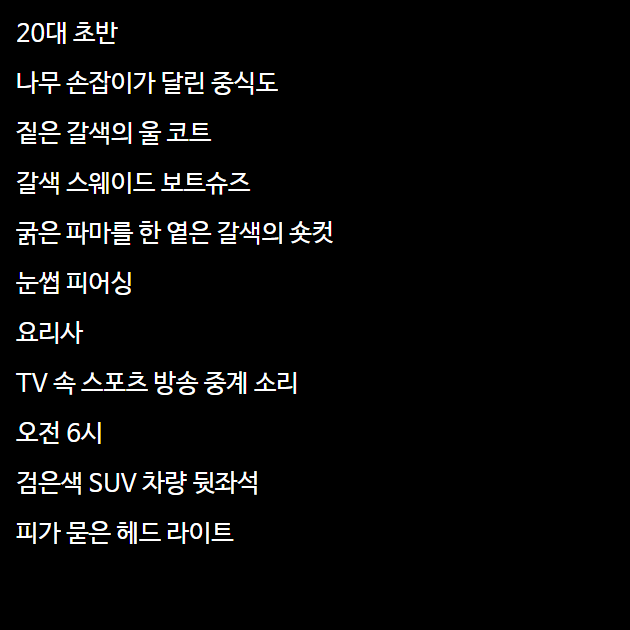 20대 초반
나무 손잡이가 달린 중식도
짙은 갈색의 울 코트
갈색 스웨이드 보트슈즈
굵은 파마를 한 옅은 갈색의 숏컷
눈썹 피어싱
요리사
TV 속 스포츠 방송 중계 소리
오전 6시
검은색 SUV 차량 뒷좌석
피가 묻은 헤드 라이트